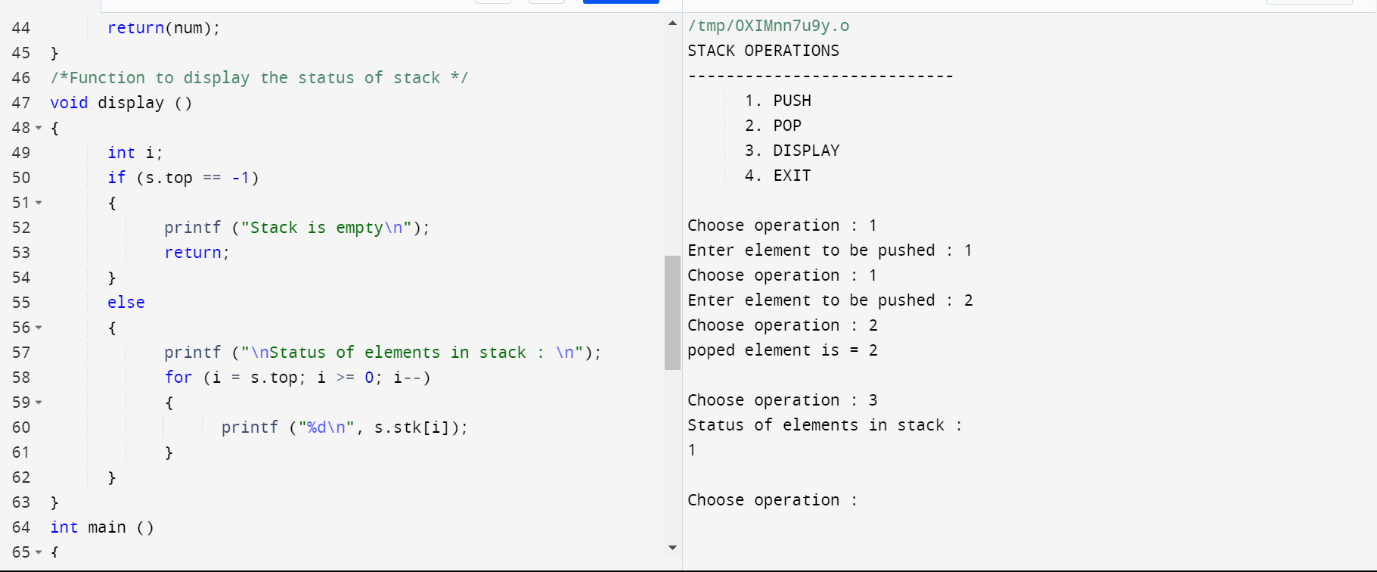 44 return(num);
45 }
46 /*Function to display the status of stack */
47 void display ()
48 {
49 int i;
50 if (s.top == -1)
51 {
52 printf ("Stack is empty\n");
53 return;
54 }
55 else
56 {
57 printf ("\nStatus of elements in stack : \n");
58 for (i = s.top; i >= 0; i--)
59 {
60 printf ("%d\n", s.stk[i]);
61 }
62 }
63 }
64 int main ()
65 {
/tmp/OXIMnn7u9y.o
STACK OPERATIONS
----------------------------
1. PUSH
2. POP
3. DISPLAY
4. EXIT
Choose operation : 1
Enter element to be pushed : 1
Choose operation : 1
Enter element to be pushed : 2
Choose operation : 2
poped element is = 2
Choose operation : 3
Status of elements in stack :
1
Choose operation :